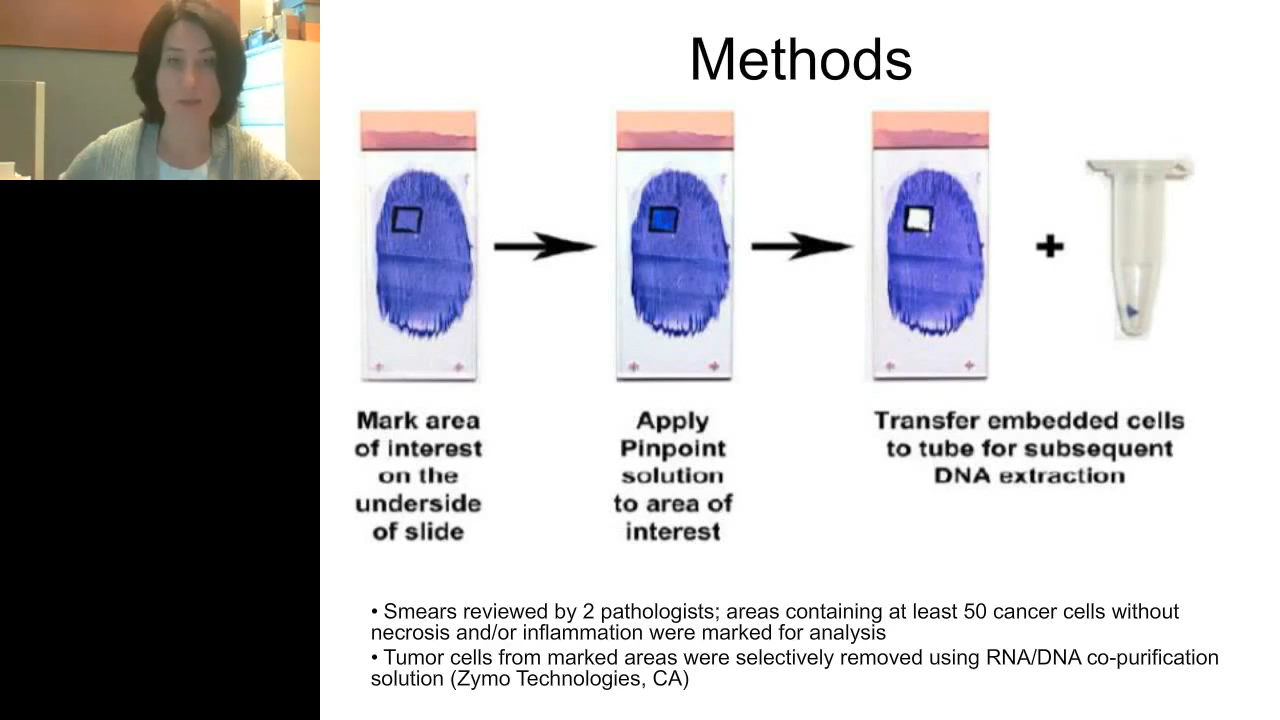 Methods
Mark area
of interest
on the
underside
of slide
Apply
Pinpoint
solution
to area of
interest
Transfer embedded cells
to tube for subsequent
DNA extraction
• Smears reviewed by 2 pathologists; areas containing at least 50 cancer cells without
necrosis and/or inflammation were marked for analysis
• Tumor cells from marked areas were selectively removed using RNA/DNA co-purification
solution (Zymo Technologies, CA)